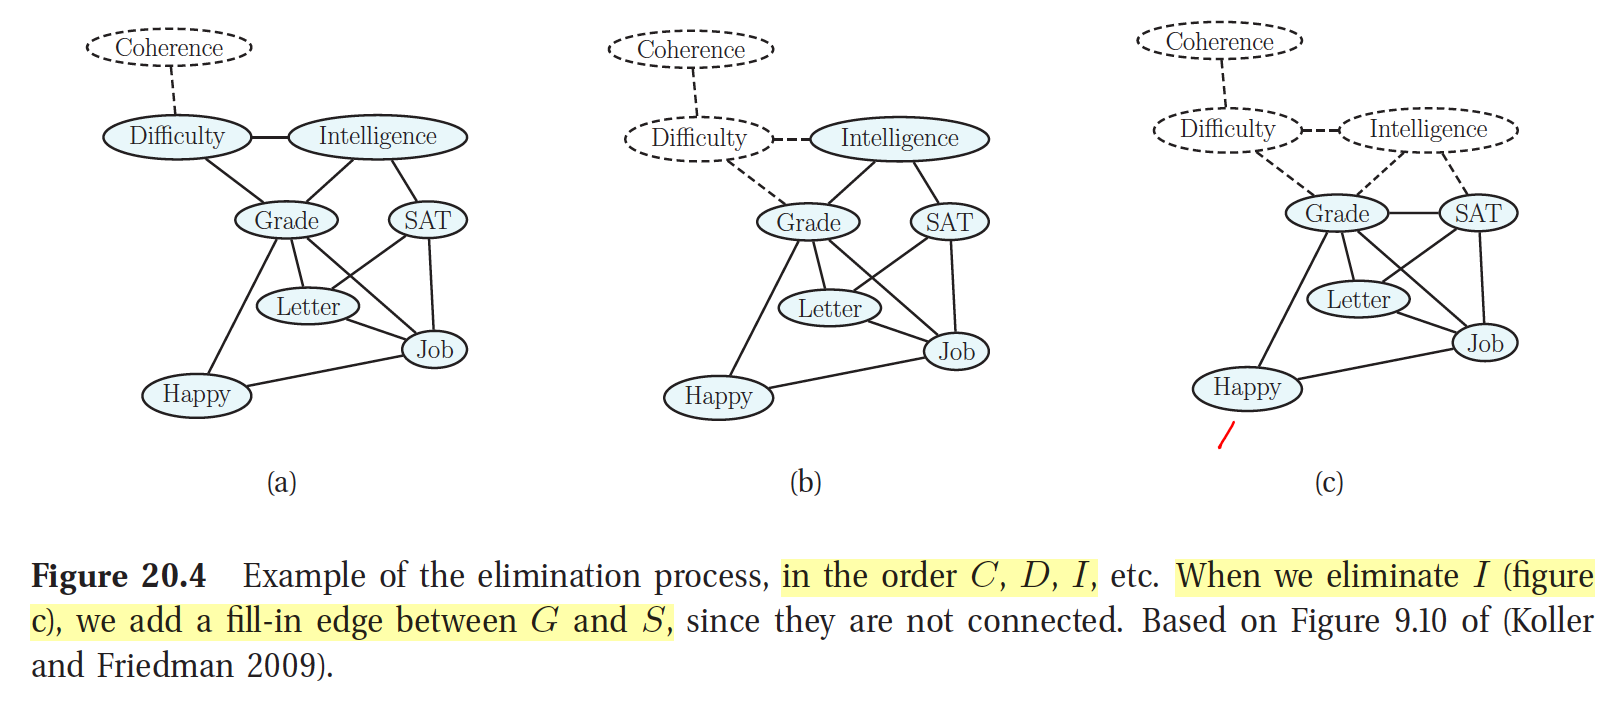 Coherence Coherence Coherence
Difficulty Intelligence Difficulty Intelligence Difficulty Intelligence
Grade SAT Grade SAT Grade SAT
Letter Letter Letter
Job Job Job
Happy Happy Happy
(a) (b) (c)
Figure 20.4 Example of the elimination process, in the order C, D, I, etc. When we eliminate I (figure
c), we add a fill-in edge between G and S, since they are not connected. Based on Figure 9.10 of (Koller
and Friedman 2009).